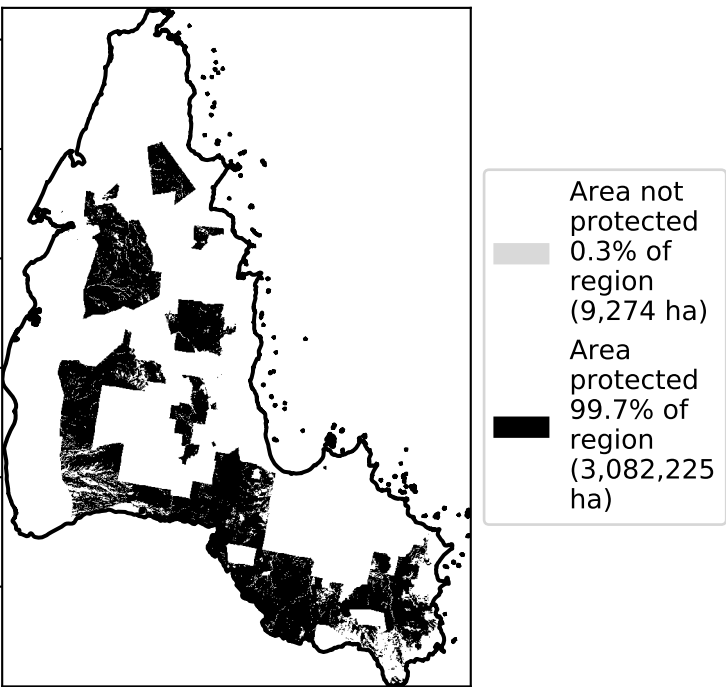 Area not
protected
0.3% of
region
(9,274 ha)
Area
protected
99.7% of
region
(3,082,225
ha)